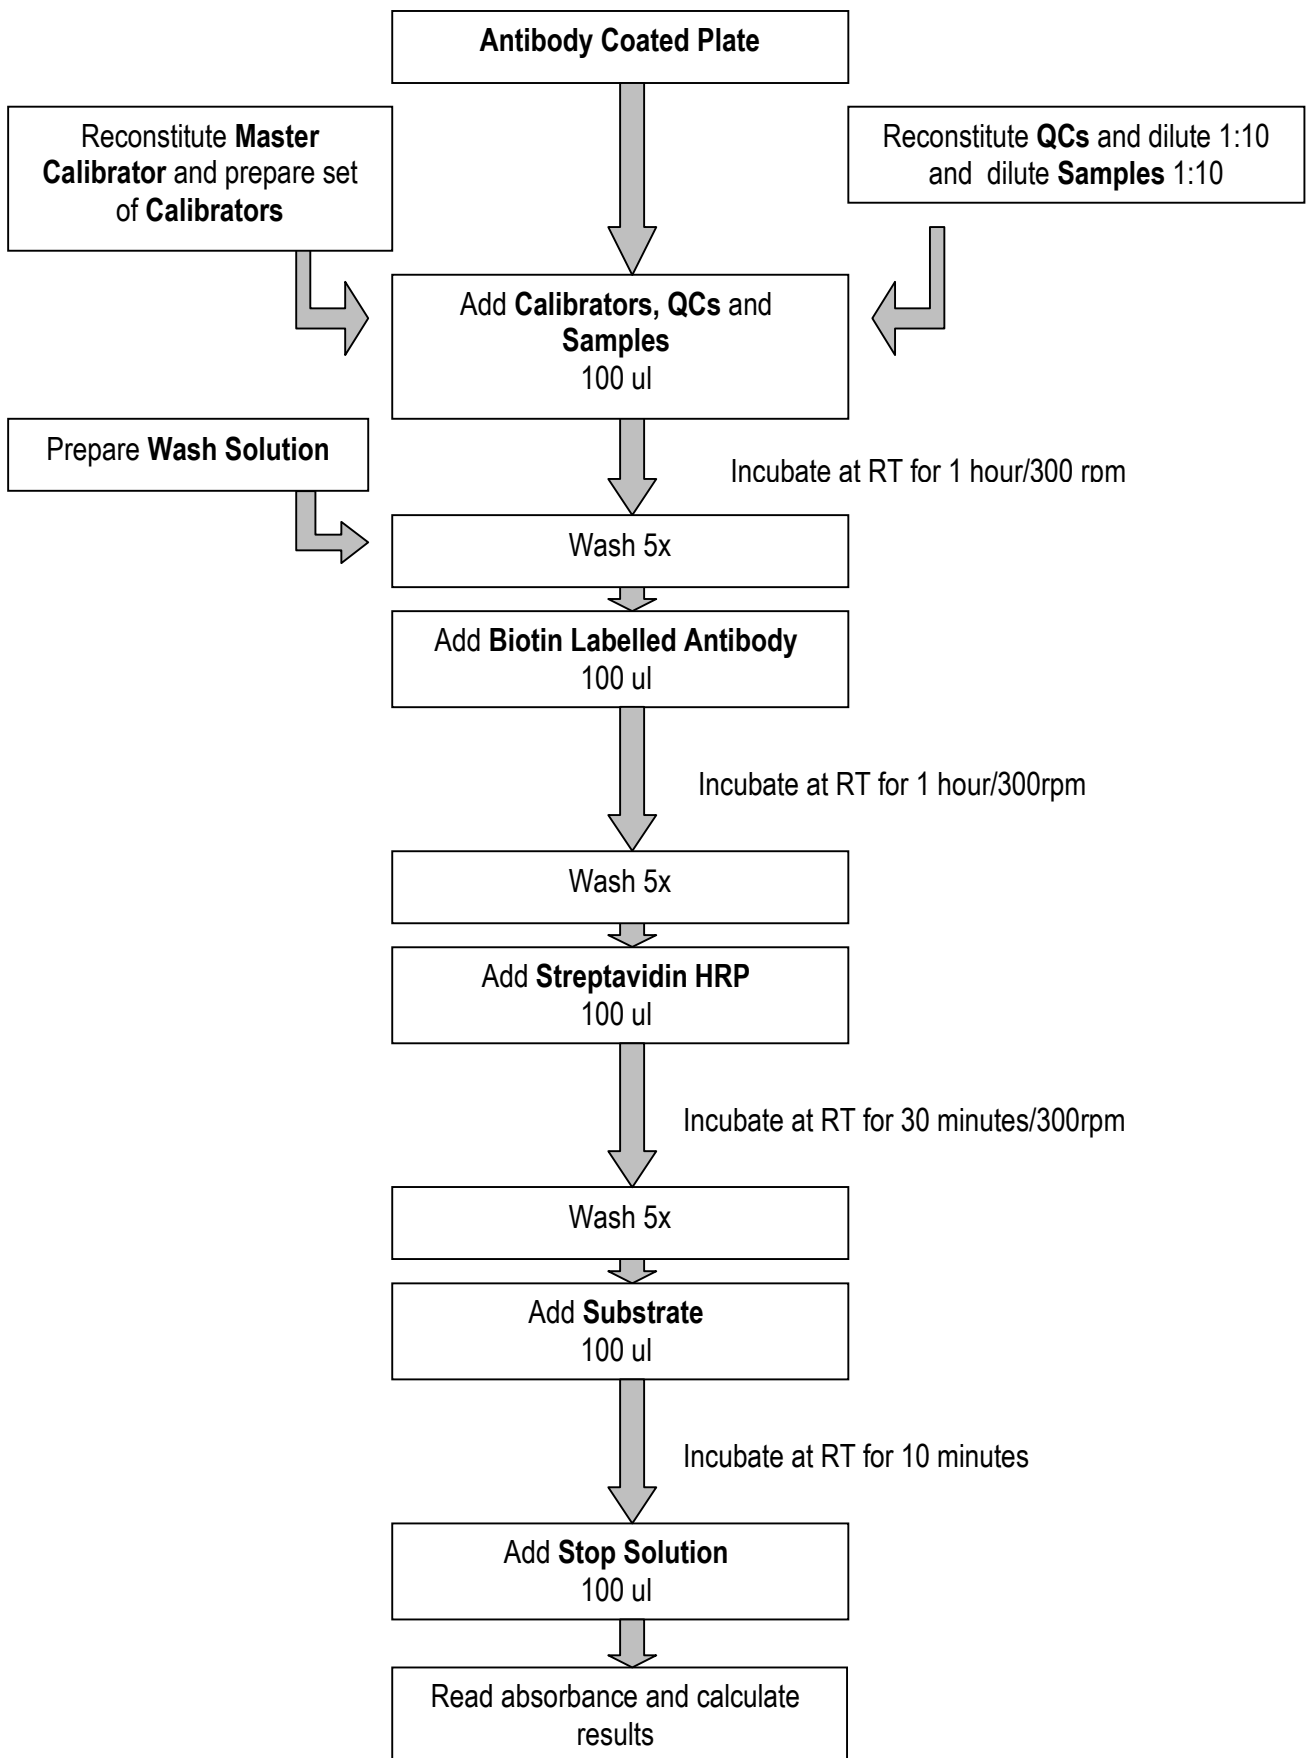 Antibody Coated Plate
Reconstitute Master
Calibrator and prepare set
of Calibrators
Reconstitute QCs and dilute 1:10
and dilute Samples 1:10
Add Calibrators, QCs and
Samples
100 ul
Prepare Wash Solution
Incubate at RT for 1 hour/300 rpm
Wash 5x
Add Biotin Labelled Antibody
100 ul
Incubate at RT for 1 hour/300rpm
Wash 5x
Add Streptavidin HRP
100 ul
Incubate at RT for 30 minutes/300rpm
Wash 5x
Add Substrate
100 ul
Incubate at RT for 10 minutes
Add Stop Solution
100 ul
Read absorbance and calculate
results